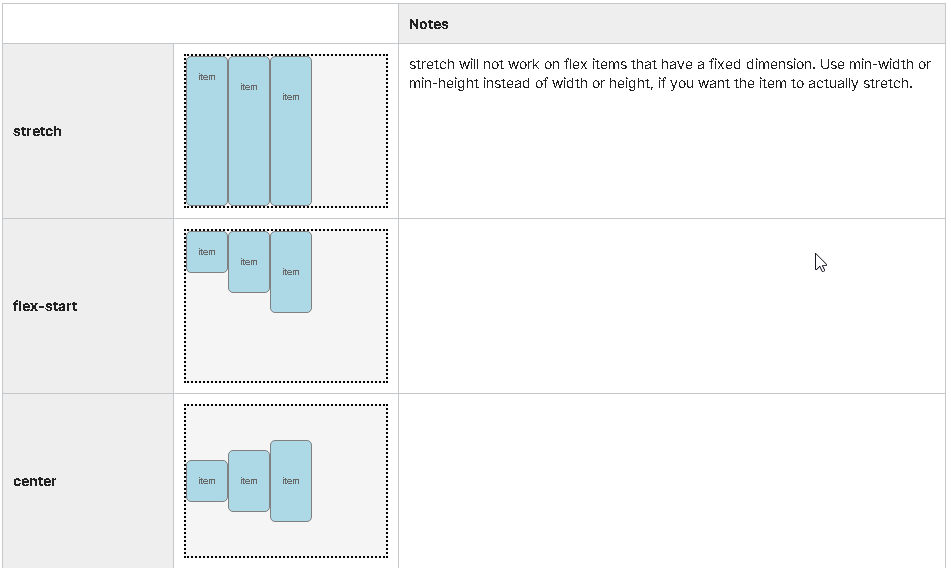 Notes
stretch
item
item
item
stretch will not work on flex items that have a fixed dimension. Use min-width or
min-height instead of width or height, if you want the item to actually stretch.
flex-start
item
item
item
center
item
item
item